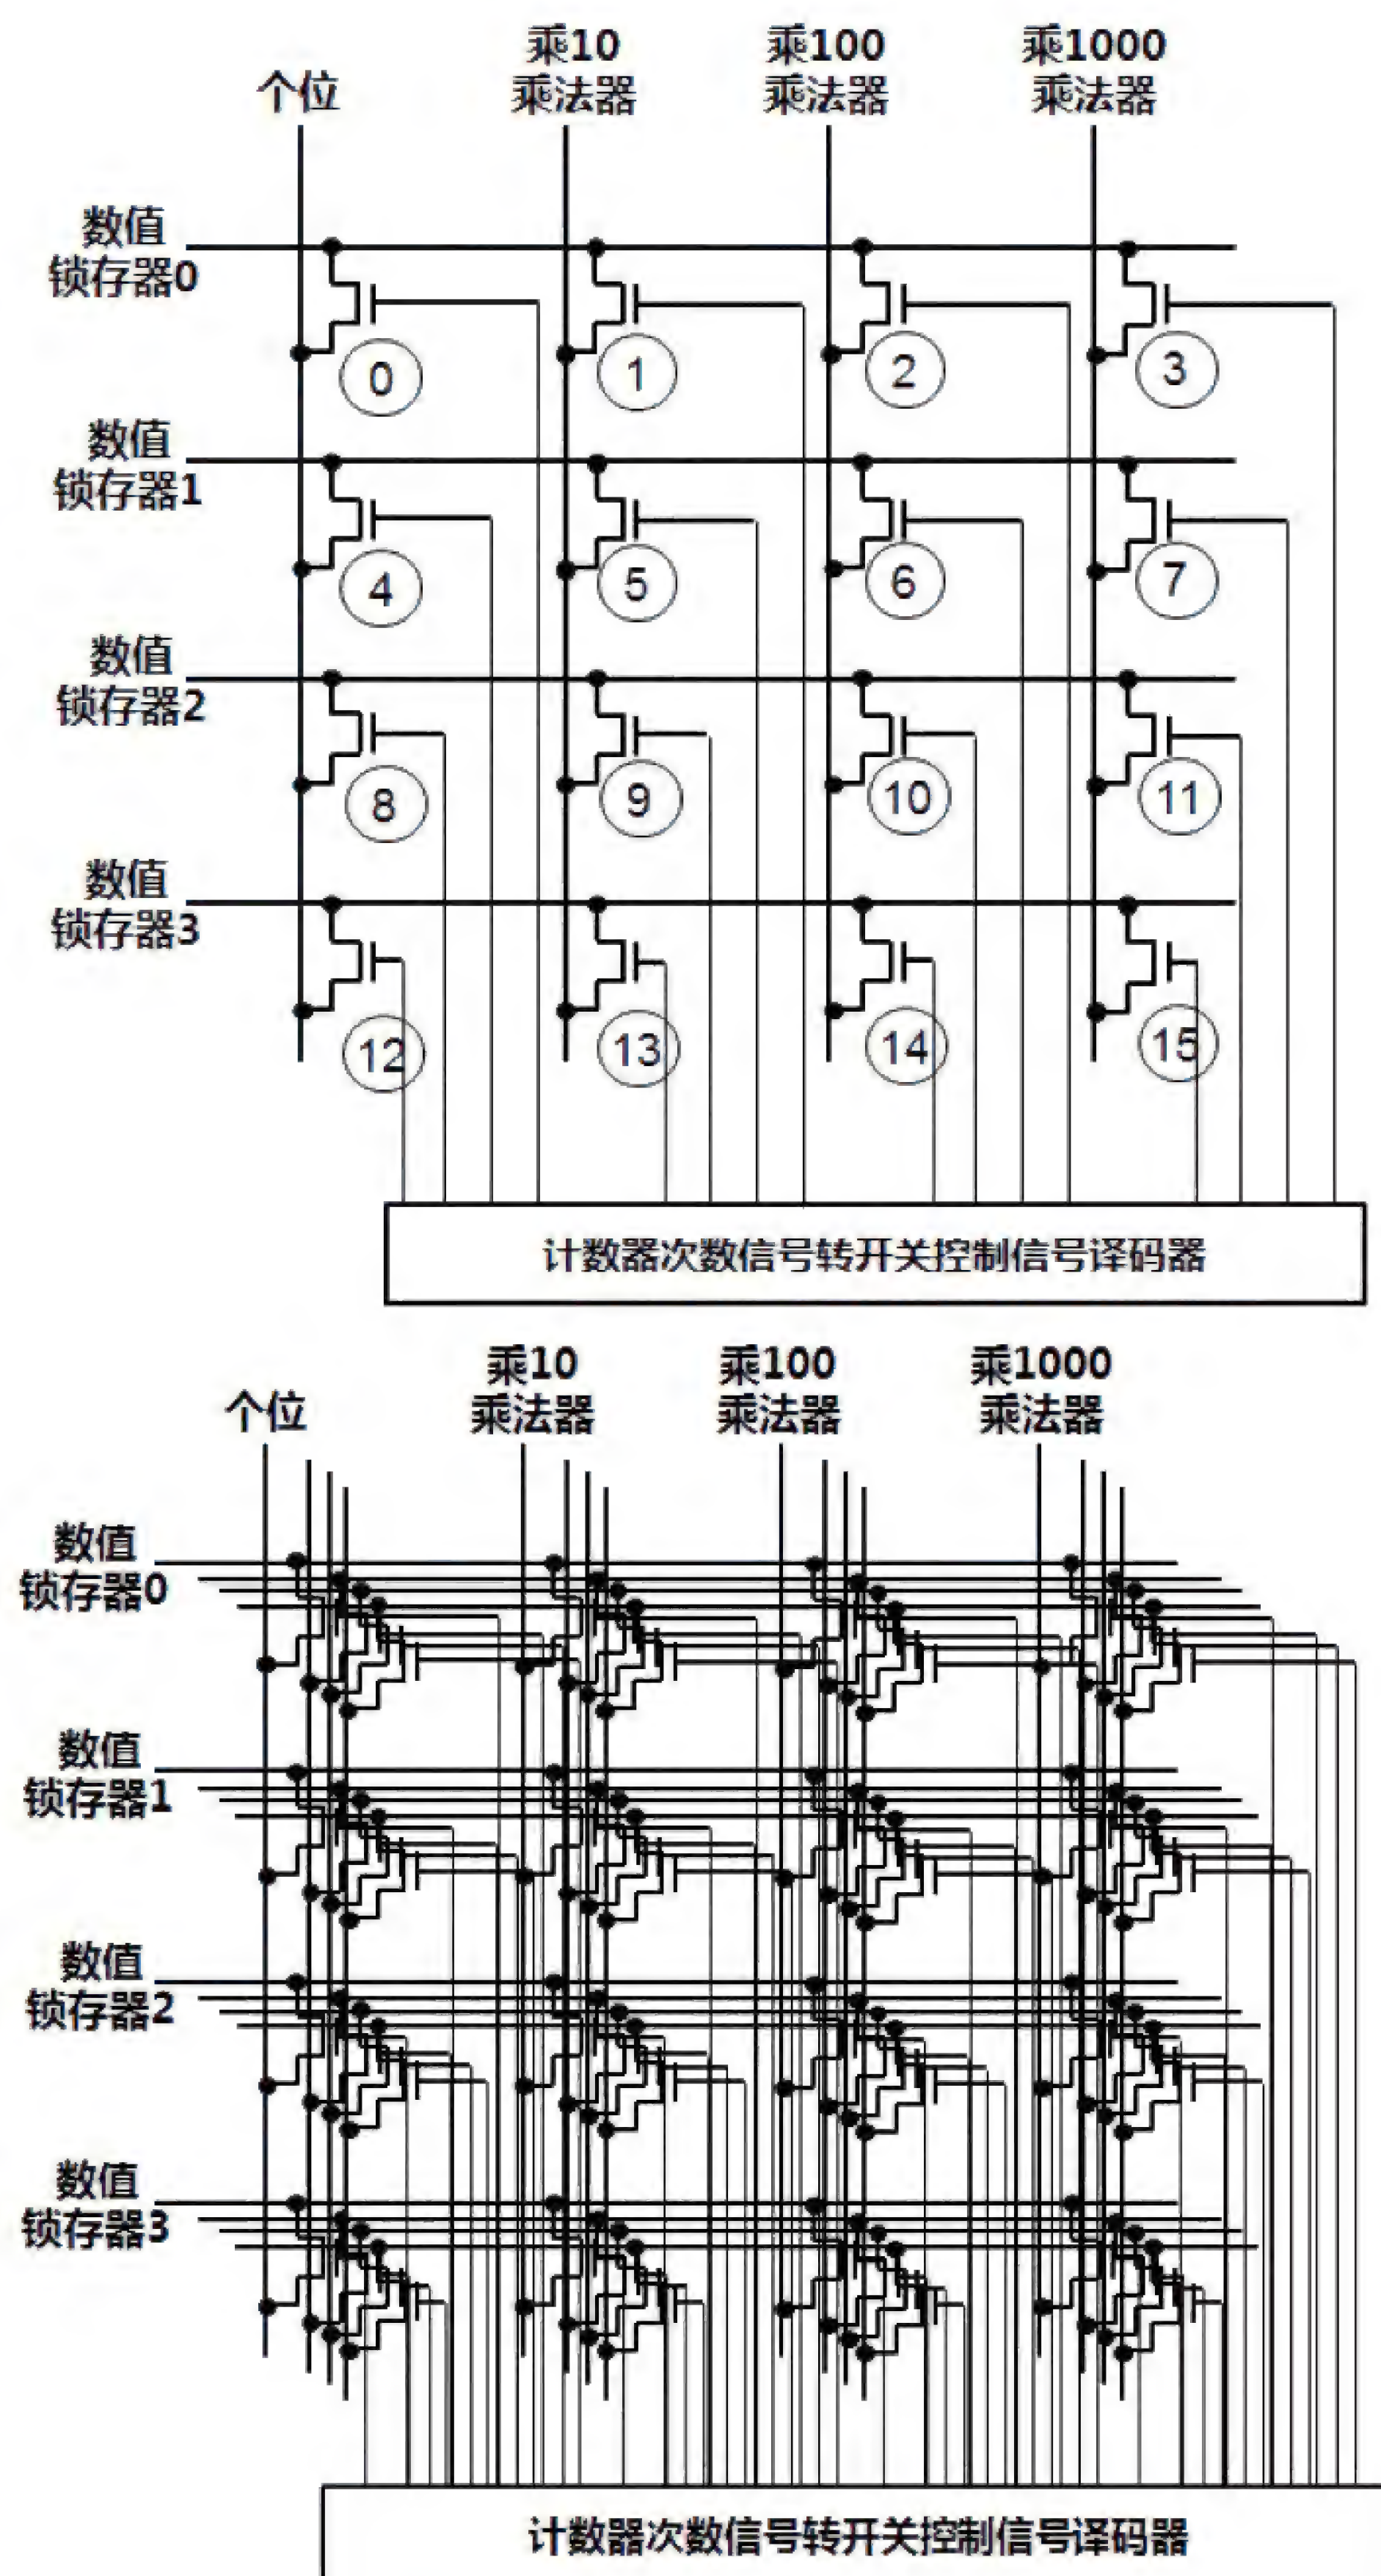 乘10
乘100
乘1000
个位
乘法器
乘法器
乘法器
数值
锁存器0
0
1
2
3
数值
锁存器1
4
5
6
7
数值
锁存器2
8
9
10
11
数值
锁存器3
12
13
14
15
计数器次数信号转开关控制信号译码器
乘10
乘100
乘1000
个位
乘法器
乘法器
乘法器
数值
锁存器0
数值
锁存器1
数值
锁存器2
数值
锁存器3
计数器次数信号转开关控制信号译码器